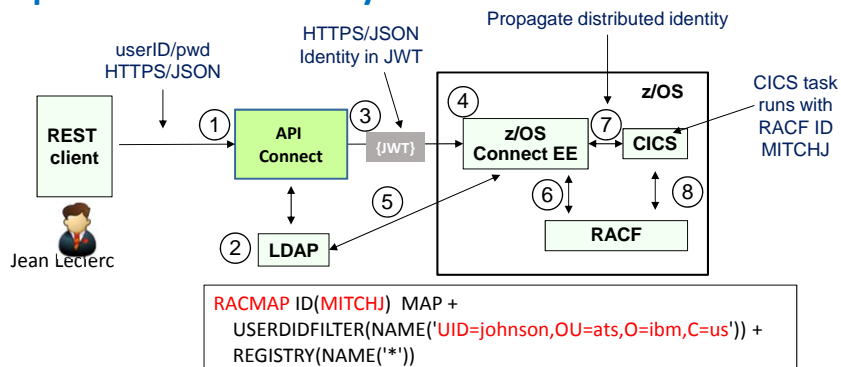 Propagate distributed identity
HTTPS/JSON
Identity in JWT
userID/pwd
HTTPS/JSON
z/OS
CICS task
runs with
RACF ID
MITCHJ
1
3
4
7
REST
client
API
Connect
{JWT}
z/OS
Connect EE
CICS
5
6
8
2
LDAP
RACF
Jean Leclerc
RACMAP ID(MITCHJ) MAP +
USERDIDFILTER(NAME('UID=johnson,OU=ats,O=ibm,C=us')) +
REGISTRY(NAME('*'))